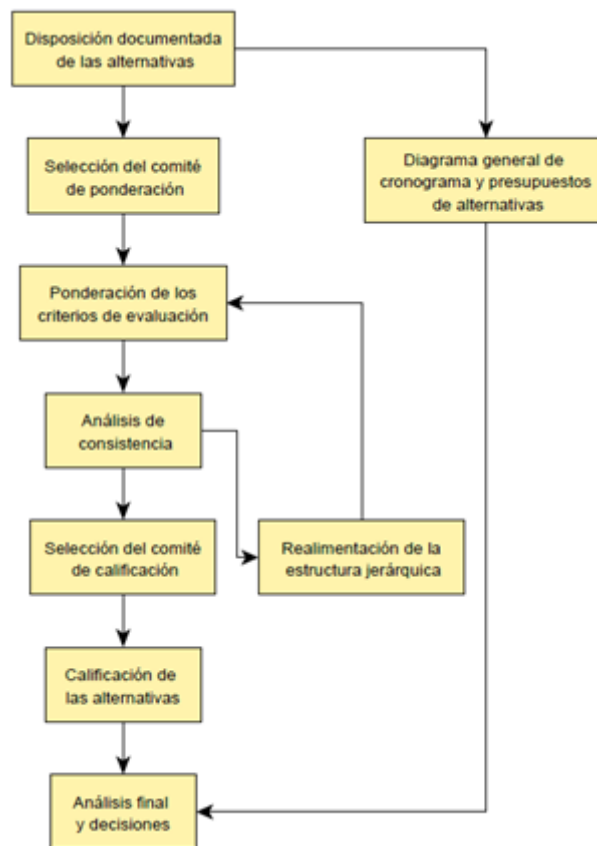 Disposición documentada
de las alternativas
Selección del comité
de ponderación
Diagrama general de
cronograma y presupuestos
de alternativas
Ponderación de los
criterios de evaluación
Análisis de
consistencia
Selección del comité
de calificación
Realimentación de la
estructura jerárquica
Calificación de
las alternativas
Análisis final
y decisiones